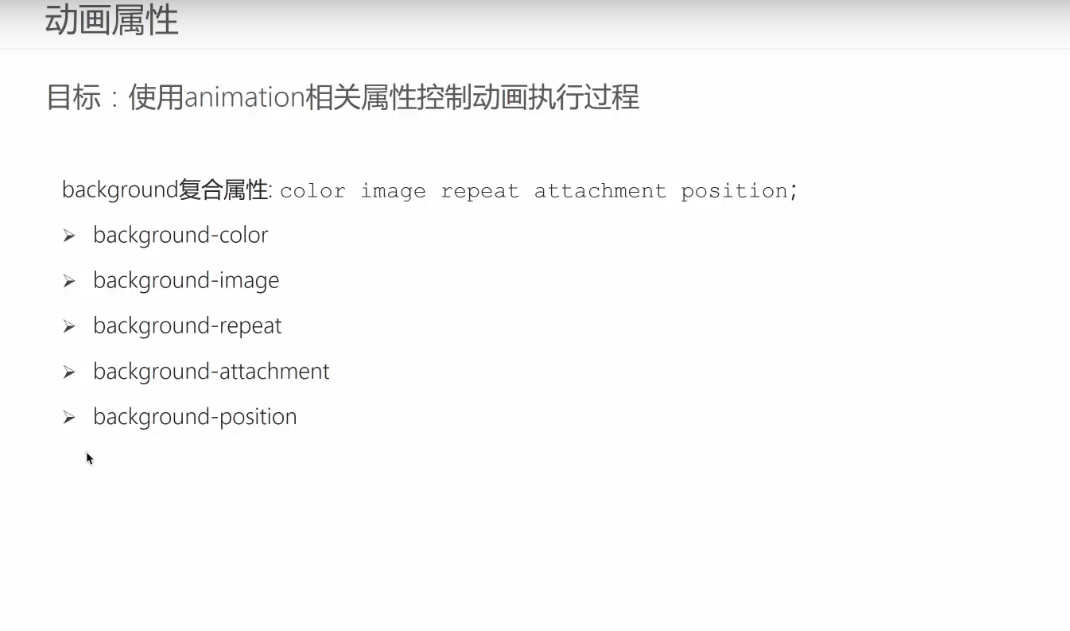 动画属性
目标：使用animation相关属性控制动画执行过程
background复合属性: color image repeat attachment position;
background-color
background-image
background-repeat
background-attachment
background-position